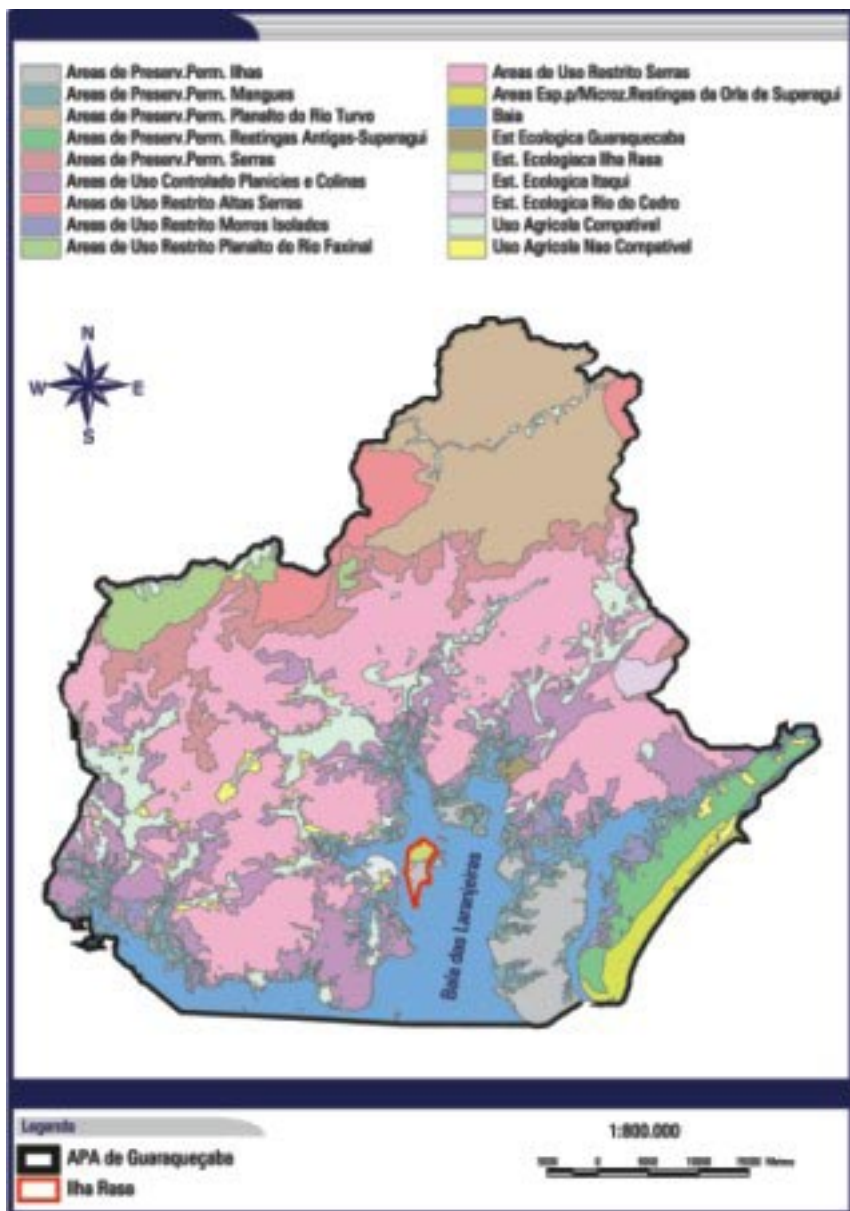 Areas de Preserv.Perm. Ilhas
Areas de Preserv.Perm. Mangues
Areas de Preserv.Perm. Planalto do Rio Turvo
Areas de Preserv.Perm. Restingas Antigas-Superagui
Areas de Preserv.Perm. Serras
Areas de Uso Controlado Planicies e Colinas
Areas de Uso Restrito Altas Serras
Areas de Uso Restrito Morros Isolados
Areas de Uso Restrito Planalto do Rio Faxinal
Areas de Uso Restrito Serras
Areas Esp.p/Microz.Restingas da Orla de Superagui
Baia
Est Ecologica Guaraquecaba
Est. Ecologiaca Ilha Rasa
Est. Ecologica Itaqui
Est. Ecologica Rio do Cedro
Uso Agricola Compativel
Uso Agricola Nao Compativel
N
W E
S
Baia das Laranjeiras
Legenda
APA de Guaraqueçaba
Ilha Rasa
1:800.000
0 10000 Metros